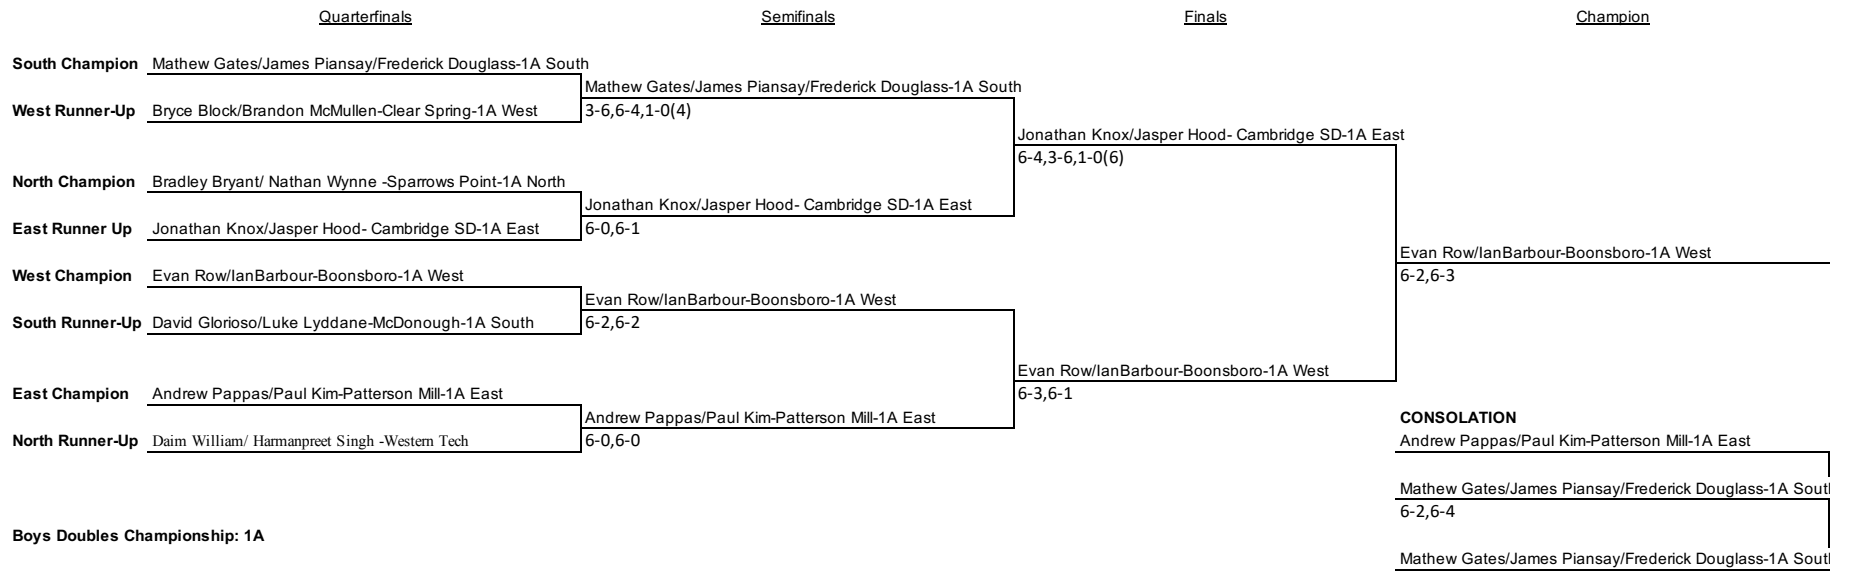 Quarterfinals Semifinals Finals Champion
South Champion Mathew Gates/James Piansay/Frederick Douglass-1A South
Mathew Gates/James Piansay/Frederick Douglass-1A South
West Runner-Up Bryce Block/Brandon McMullen-Clear Spring-1A West 3-6,6-4,1-0(4)
Jonathan Knox/Jasper Hood- Cambridge SD-1A East
6-4,3-6,1-0(6)
North Champion Bradley Bryant/ Nathan Wynne -Sparrows Point-1A North
Jonathan Knox/Jasper Hood- Cambridge SD-1A East
East Runner Up Jonathan Knox/Jasper Hood- Cambridge SD-1A East 6-0,6-1
Evan Row/IanBarbour-Boonsboro-1A West
West Champion Evan Row/IanBarbour-Boonsboro-1A West 6-2,6-3
Evan Row/IanBarbour-Boonsboro-1A West
South Runner-Up David Glorioso/Luke Lyddane-McDonough-1A South 6-2,6-2
Evan Row/IanBarbour-Boonsboro-1A West
East Champion Andrew Pappas/Paul Kim-Patterson Mill-1A East 6-3,6-1
Andrew Pappas/Paul Kim-Patterson Mill-1A East CONSOLATION
North Runner-Up Daim William/ Harmanpreet Singh -Western Tech 6-0,6-0 Andrew Pappas/Paul Kim-Patterson Mill-1A East
Mathew Gates/James Piansay/Frederick Douglass-1A South
6-2,6-4
Boys Doubles Championship: 1A
Mathew Gates/James Piansay/Frederick Douglass-1A South